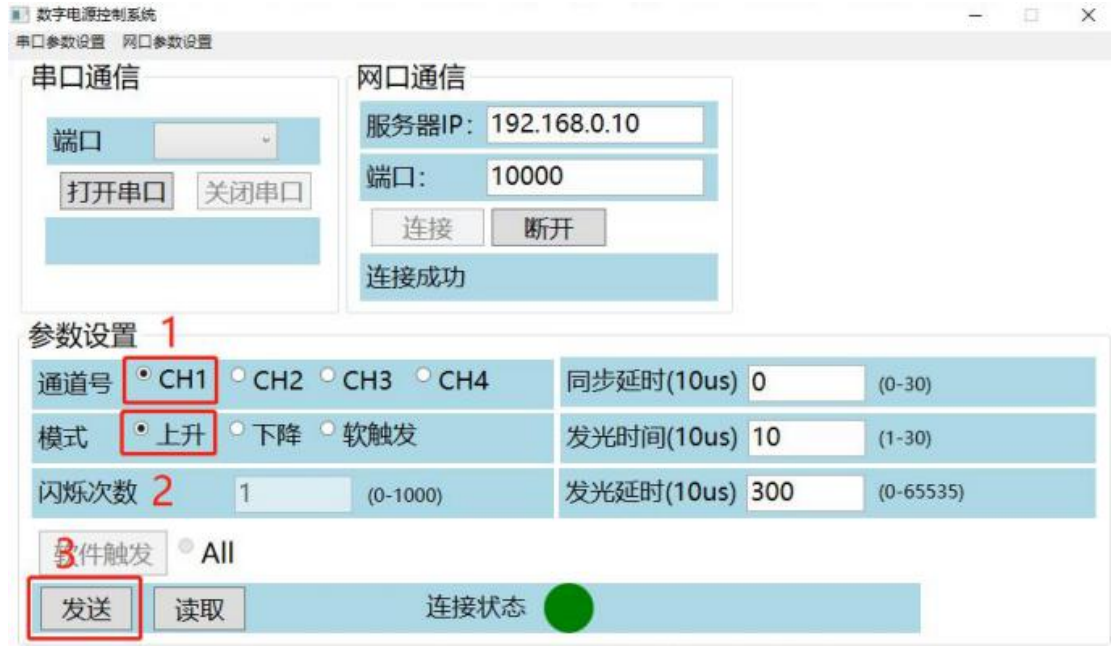 数字电源控制系统
串口参数设置 网口参数设置
串口通信
端口
打开串口 关闭串口
网口通信
服务器IP: 192.168.0.10
端口: 10000
连接 断开
连接成功
参数设置 1
通道号 CH1 CH2 CH3 CH4
同步延时(10us) 0 (0-30)
模式 上升 下降 软触发
发光时间(10us) 10 (1-30)
闪烁次数 2 1 (0-1000)
发光延时(10us) 300 (0-65535)
软件触发 3 All
发送 读取 连接状态